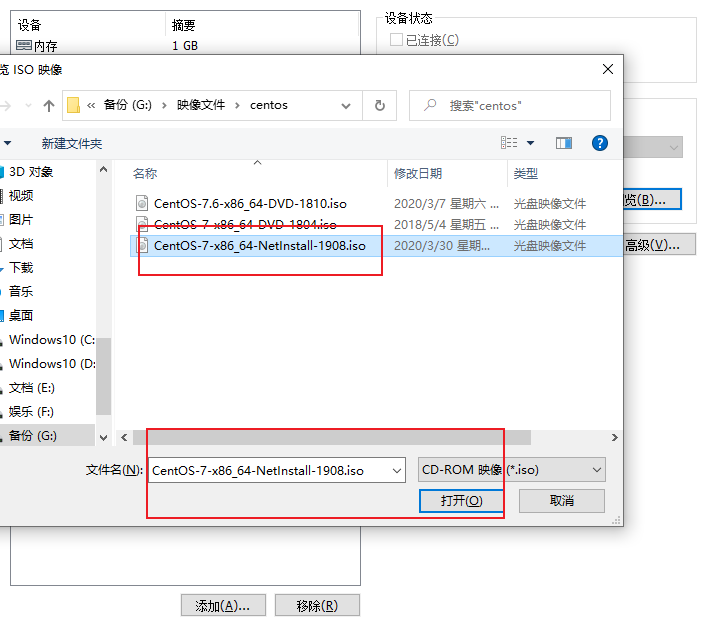 设备 摘要
内存 1 GB
设备状态
已连接(C)
览 ISO 映像
« 备份 (G:) › 映像文件 › centos
搜索"centos"
新建文件夹
名称 修改日期 类型
CentOS-7.6-x86_64-DVD-1810.iso 2020/3/7 星期六 ... 光盘映像文件
CentOS-7-x86_64-DVD-1804.iso 2018/5/4 星期五 ... 光盘映像文件
CentOS-7-x86_64-NetInstall-1908.iso 2020/3/30 星期... 光盘映像文件
3D 对象
视频
图片
文档
下载
音乐
桌面
Windows10 (C:
Windows10 (D:
文档 (E:)
娱乐 (F:)
备份 (G:)
览(B)...
高级(V)...
文件名(N): CentOS-7-x86_64-NetInstall-1908.iso CD-ROM 映像 (*.iso)
打开(O) 取消
添加(A)... 移除(R)